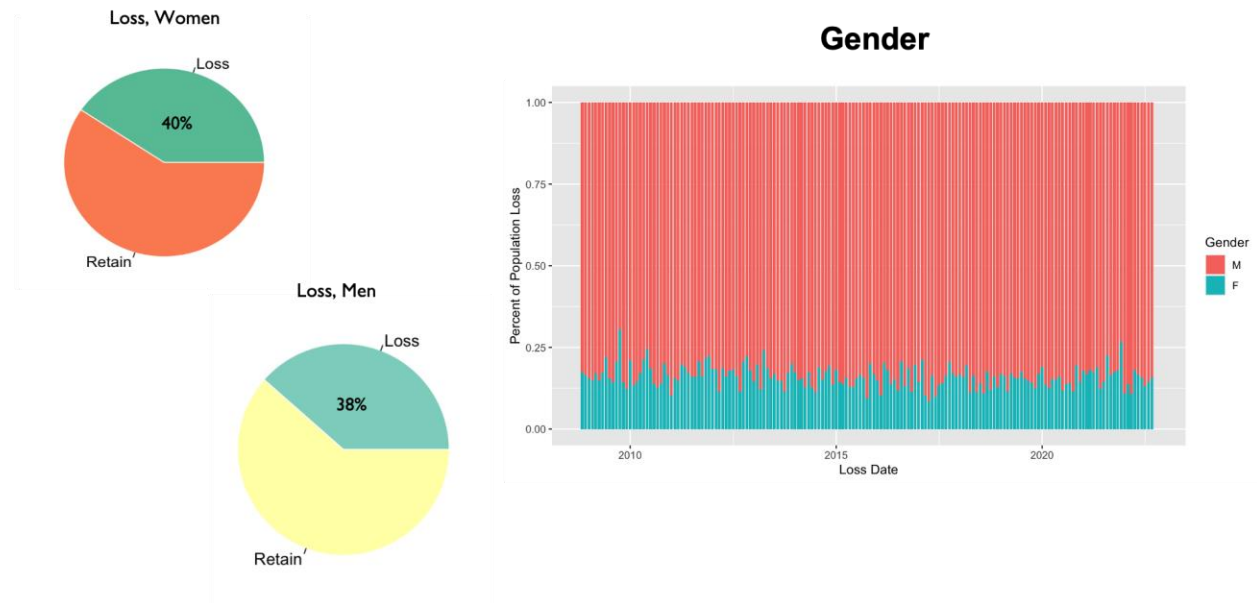 Loss, Women
Loss
40%
Retain
Loss, Men
Loss
38%
Retain
Gender
Percent of Population Loss
1.00
0.75
0.50
0.25
0.00
2010
2015
2020
Loss Date
Gender
M
F